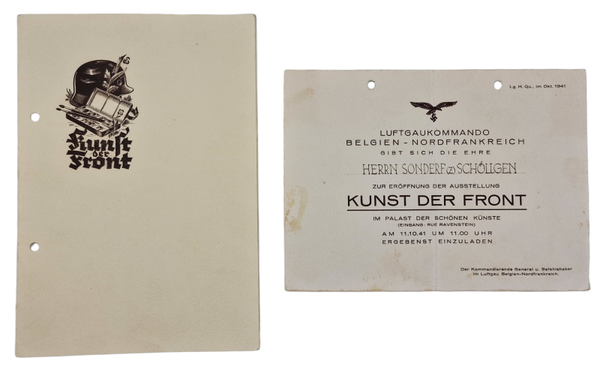 Kunst
der
Front
i.g. H. Qu., im Okt. 1941
LUFTGAUKOMMANDO
BELGIEN - NORDFRANKREICH
GIBT SICH DIE EHRE
HERRN SONDERF(Z) SCHÖLLGEN
ZUR ERÖFFNUNG DER AUSSTELLUNG
KUNST DER FRONT
IM PALAST DER SCHÖNEN KÜNSTE
(EINGANG: RUE RAVENSTEIN)
AM 11.10.41 UM 11.00 UHR
ERGEBENST EINZULADEN
Der Kommandierende General u. Befehlshaber
im Luftgau Belgien-Nordfrankreich.